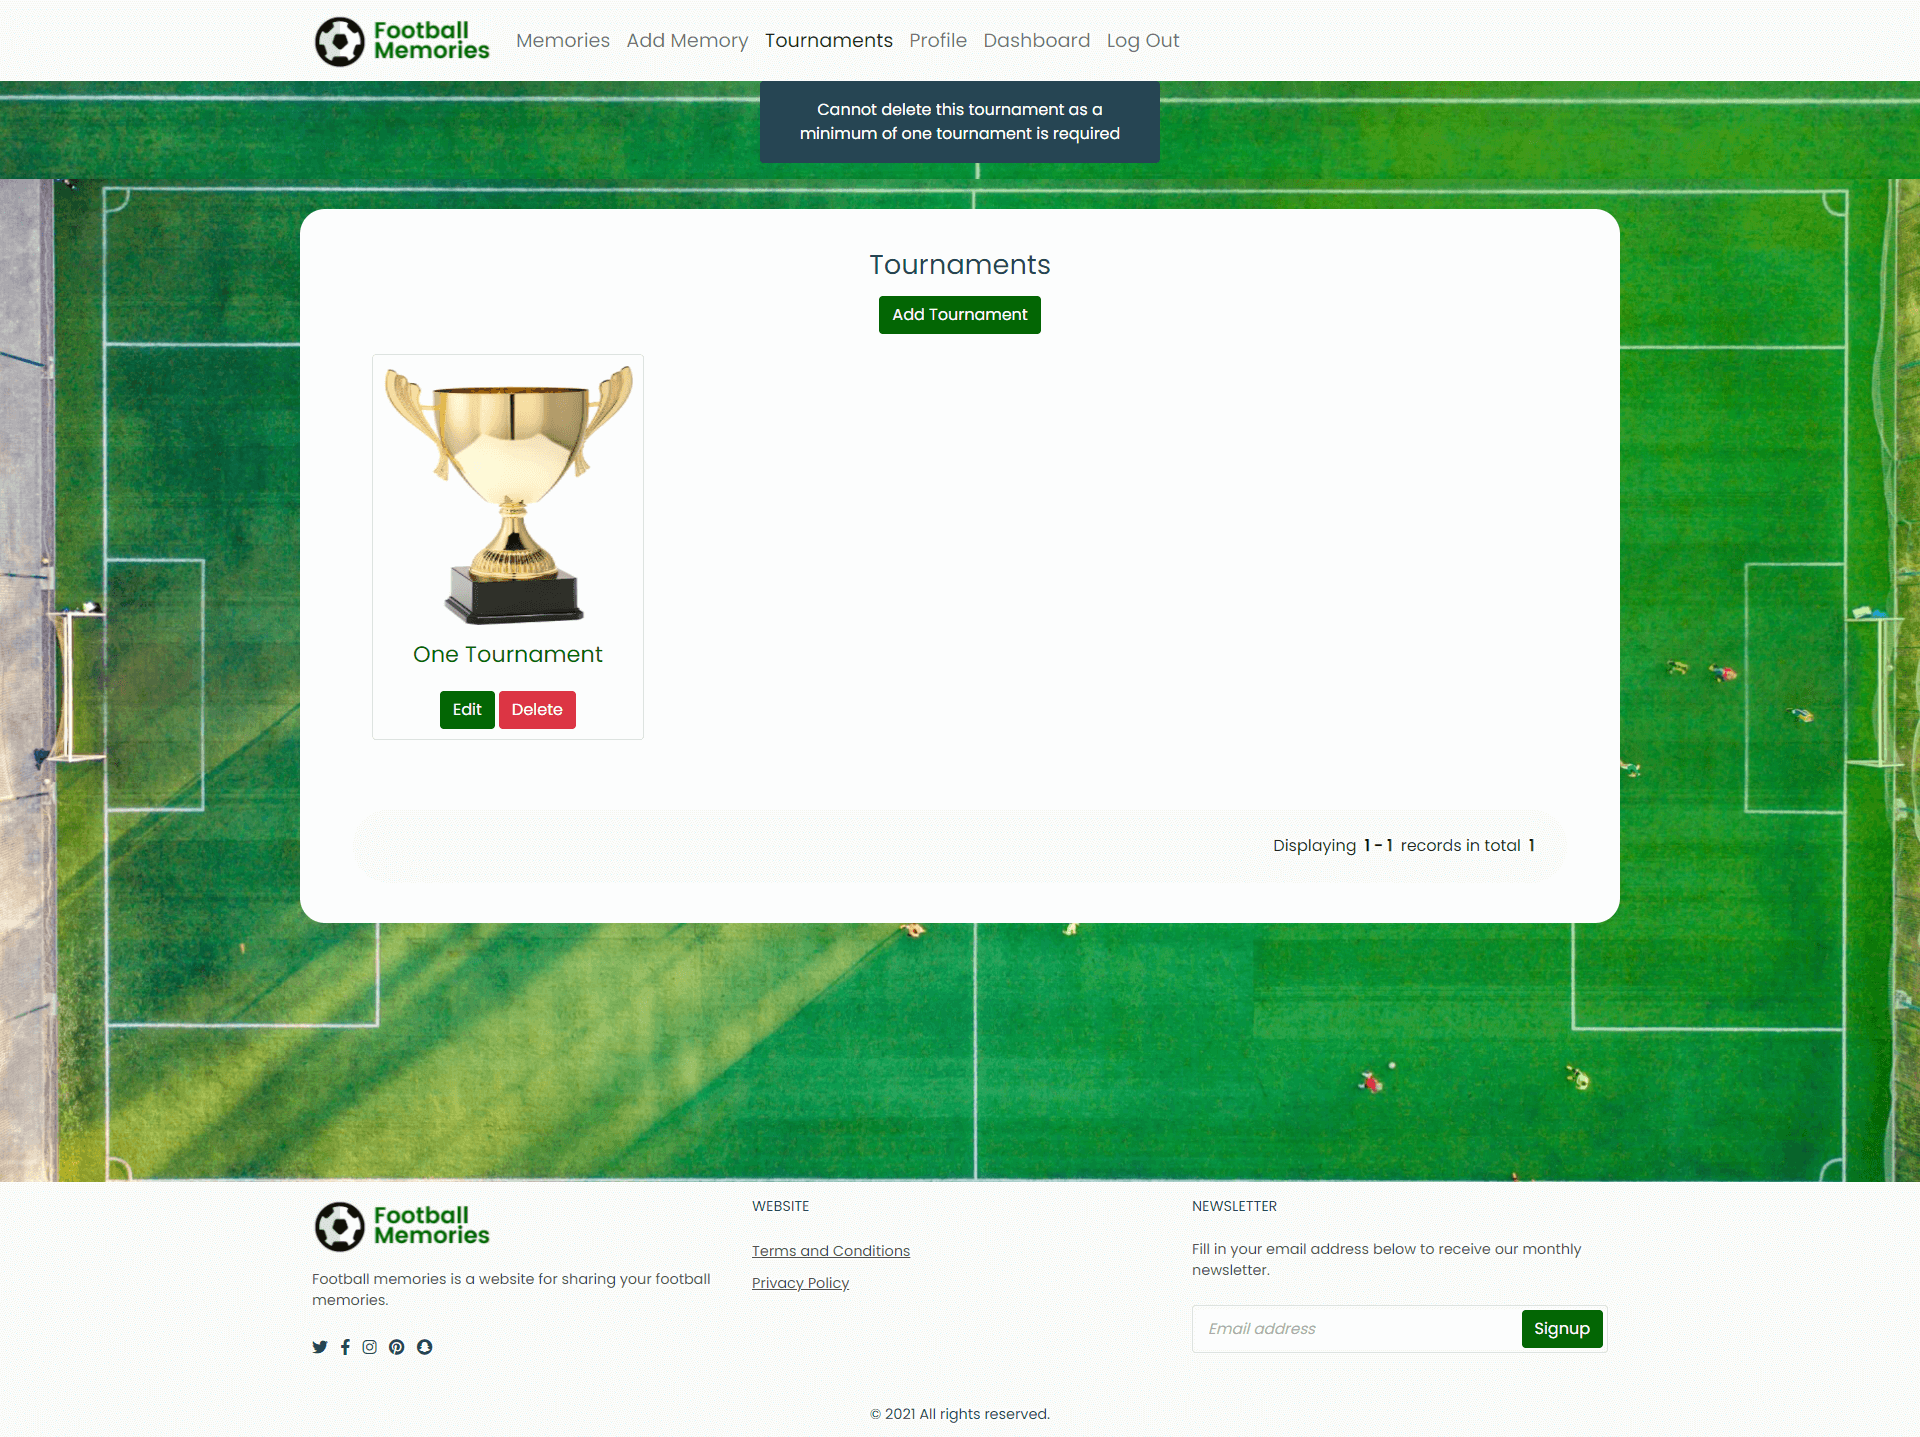 Football
Memories
Memories Add Memory Tournaments Profile Dashboard Log Out
Cannot delete this tournament as a
minimum of one tournament is required
Tournaments
Add Tournament
One Tournament
Edit Delete
Displaying 1 - 1 records in total 1
Football
Memories
Football memories is a website for sharing your football
memories.
WEBSITE
Terms and Conditions
Privacy Policy
NEWSLETTER
Fill in your email address below to receive our monthly
newsletter.
Email address Signup
© 2021 All rights reserved.